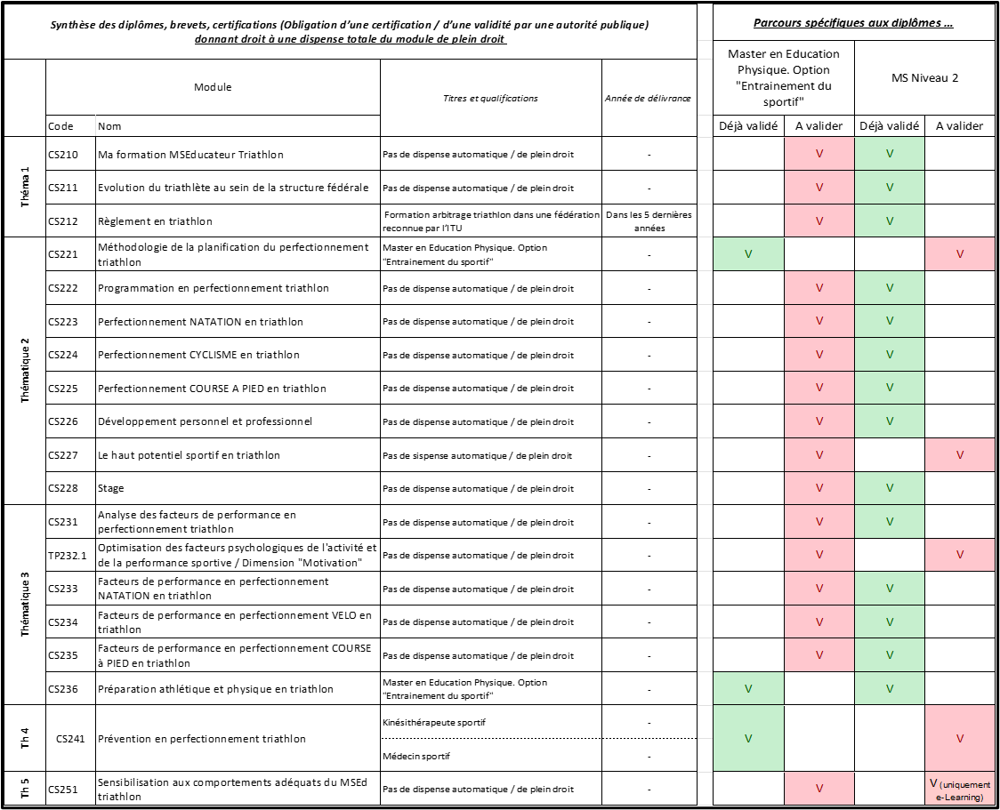 Synthèse des diplômes, brevets, certifications (Obligation d'une certification / d'une validité par une autorité publique)
donnant droit à une dispense totale du module de plein droit
Parcours spécifiques aux diplômes ...
Module
Titres et qualifications
Année de délivrance
Master en Education
Physique. Option
"Entrainement du
sportif"
MS Niveau 2
Code Nom
Déjà validé A valider Déjà validé A valider
Théma 1
CS210 Ma formation MSEducateur Triathlon Pas de dispense automatique / de plein droit - V V
CS211 Evolution du triathlète au sein de la structure fédérale Pas de dispense automatique / de plein droit - V V
CS212 Règlement en triathlon
Formation arbitrage triathlon dans une fédération
reconnue par l'ITU
Dans les 5 dernières
années
V V
Thématique 2
CS221
Méthodologie de la planification du perfectionnement
triathlon
Master en Education Physique. Option
"Entrainement du sportif"
- V V
CS222 Programmation en perfectionnement triathlon Pas de dispense automatique / de plein droit - V V
CS223 Perfectionnement NATATION en triathlon Pas de dispense automatique / de plein droit - V V
CS224 Perfectionnement CYCLISME en triathlon Pas de dispense automatique / de plein droit - V V
CS225 Perfectionnement COURSE A PIED en triathlon Pas de dispense automatique / de plein droit - V V
CS226 Développement personnel et professionnel Pas de dispense automatique / de plein droit - V V
CS227 Le haut potentiel sportif en triathlon Pas de sispense automatique / de plein droit - V V
CS228 Stage Pas de dispense automatique / de plein droit - V V
Thématique 3
CS231
Analyse des facteurs de performance en
perfectionnement triathlon
Pas de dispense automatique / de plein droit - V V
TP232.1
Optimisation des facteurs psychologiques de l'activité et
de la performance sportive / Dimension "Motivation"
Pas de dispense automatique / de plein droit - V V
CS233
Facteurs de performance en perfectionnement
NATATION en triathlon
Pas de dispense automatique / de plein droit - V V
CS234
Facteurs de performance en perfectionnement VELO en
triathlon
Pas de dispense automatique / de plein droit - V V
CS235
Facteurs de performance en perfectionnement COURSE
à PIED en triathlon
Pas de dispense automatique / de plein droit - V V
CS236 Préparation athlétique et physique en triathlon
Master en Education Physique. Option
"Entrainement du sportif"
- V V
Th 4
CS241 Prévention en perfectionnement triathlon
Kinésithérapeute sportif -
Médecin sportif -
V V
Th 5
CS251
Sensibilisation aux comportements adéquats du MSEd
triathlon
Pas de dispense automatique / de plein droit - V
V (uniquement
e-Learning)